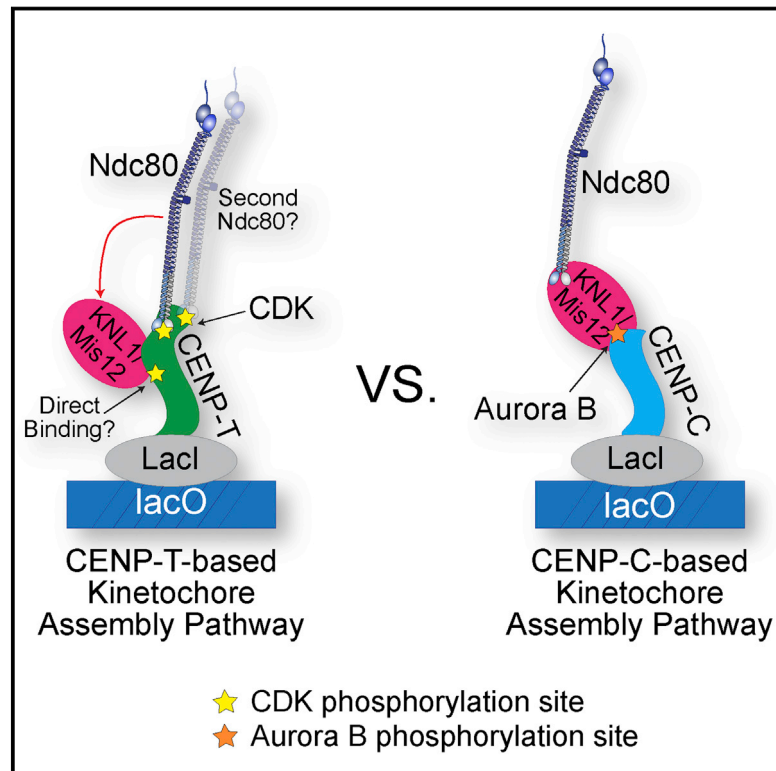 Ndc80
Second
Ndc80?
KNL1/
Mis12
CDK
CENP-T
Direct
Binding?
LacI
lacO
CENP-T-based
Kinetochore
Assembly Pathway
VS.
Ndc80
KNL1/
Mis12
Aurora B
CENP-C
LacI
lacO
CENP-C-based
Kinetochore
Assembly Pathway
CDK phosphorylation site
Aurora B phosphorylation site